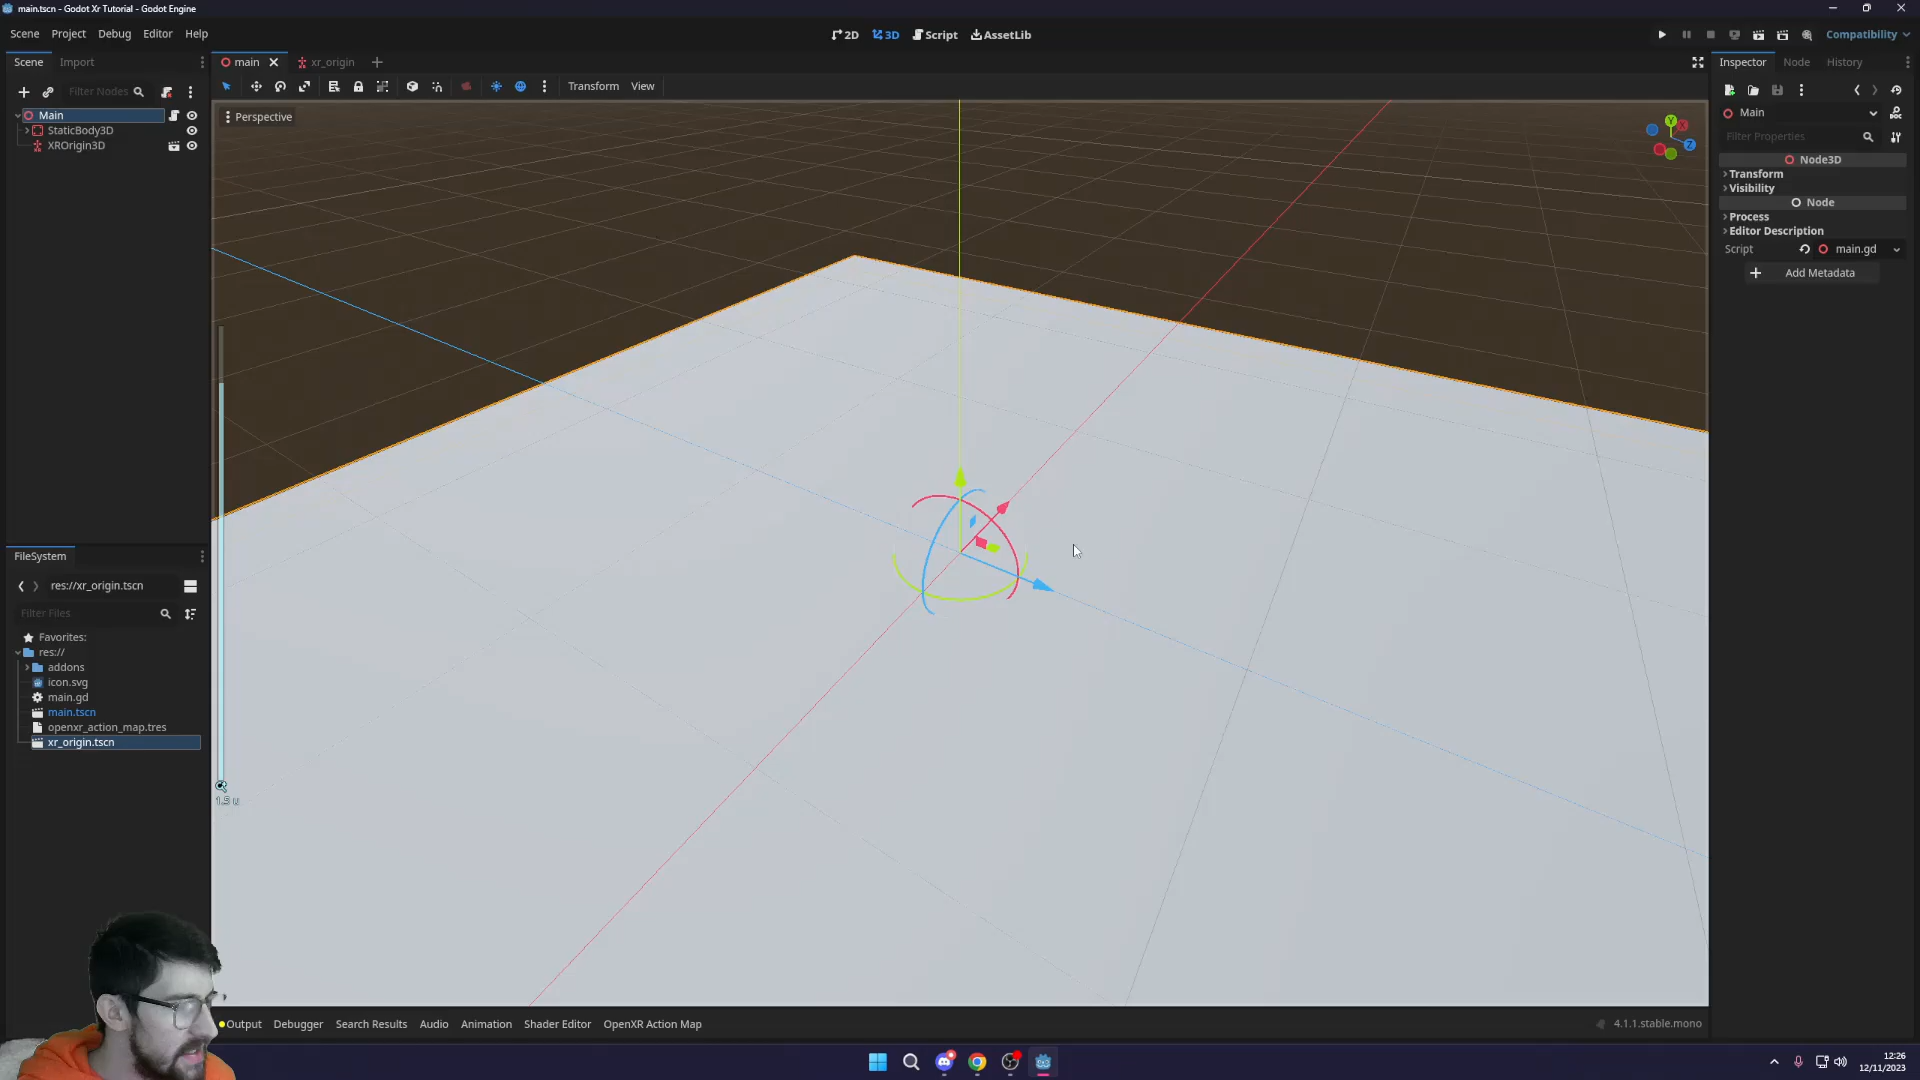 main.tscn - Godot Xr Tutorial - Godot Engine
Scene Project Debug Editor Help
2D 3D Script AssetLib
Compatibility
Scene Import
main xr_origin
Inspector Node History
Filter Nodes
Transform View
Main
StaticBody3D
XROrigin3D
Perspective
Y
X
Z
Main
Filter Properties
Node3D
Transform
Visibility
Node
Process
Editor Description
Script main.gd
Add Metadata
FileSystem
res://xr_origin.tscn
Filter Files
Favorites:
res://
addons
icon.svg
main.gd
main.tscn
openxr_action_map.tres
xr_origin.tscn
1.5 u
Output Debugger Search Results Audio Animation Shader Editor OpenXR Action Map
4.1.1.stable.mono
12:26
12/11/2023